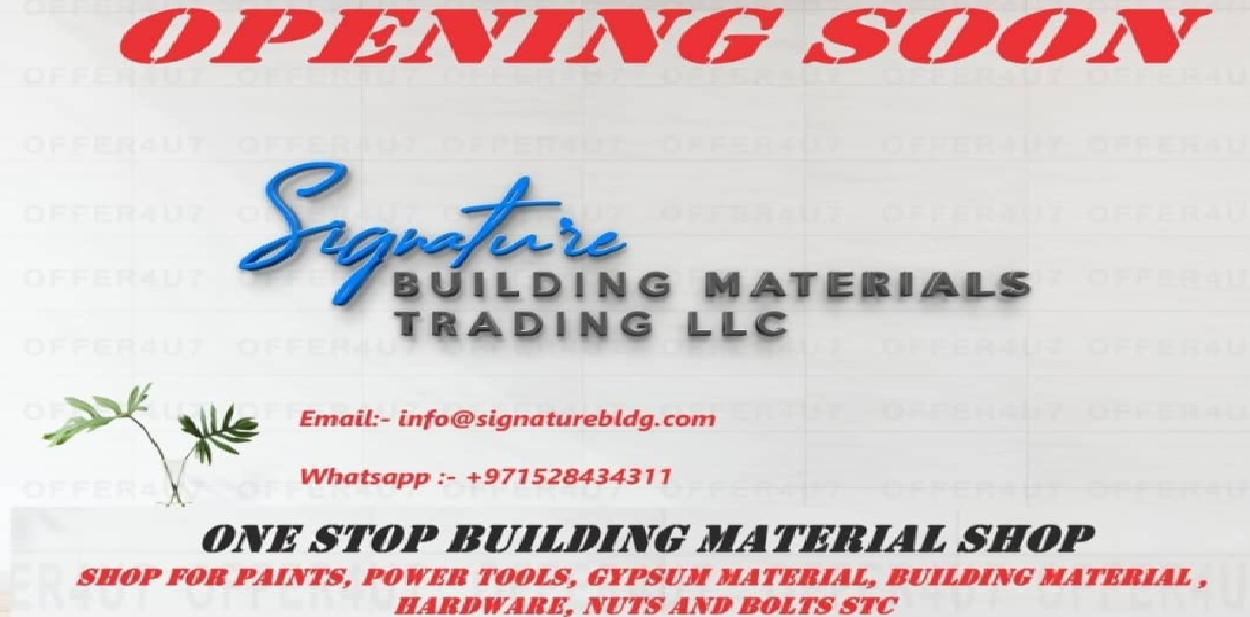 OPENING SOON
Signature
BUILDING MATERIALS
TRADING LLC
Email:- info@signaturebldg.com
Whatsapp :- +971528434311
ONE STOP BUILDING MATERIAL SHOP
SHOP FOR PAINTS, POWER TOOLS, GYPSUM MATERIAL, BUILDING MATERIAL ,
HARDWARE, NUTS AND BOLTS STC
OFFER4U7